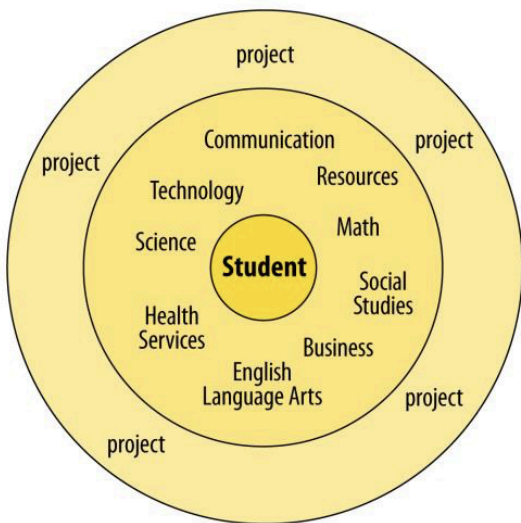 project
project
project
Communication
Resources
Technology
Math
Science
Student
Social
Studies
Health
Services
Business
English
Language Arts
project
project